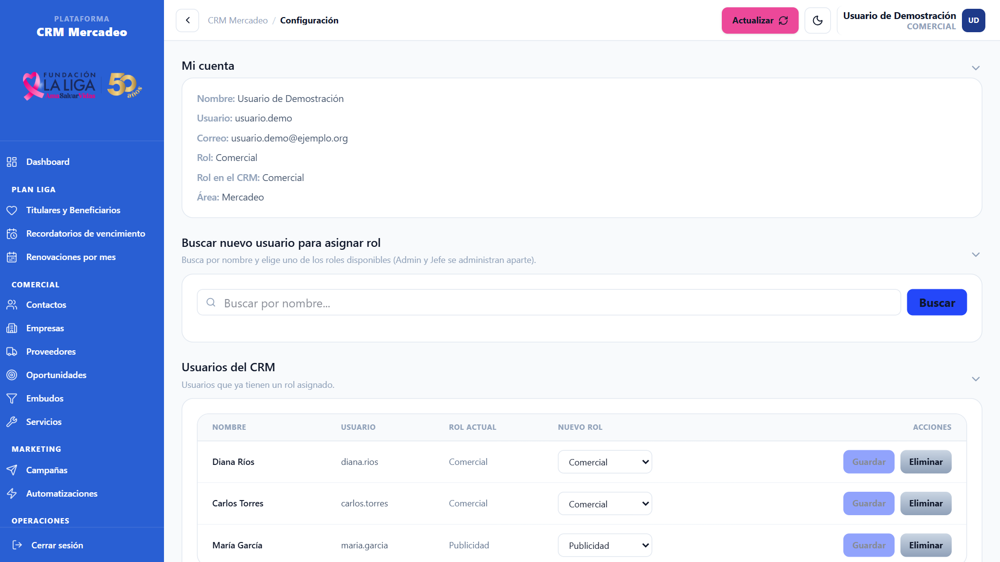 PLATAFORMA
CRM Mercadeo
FUNDACIÓN
LA LIGA
AmaSalvarVidas
50 años
Dashboard
PLAN LIGA
Titulares y Beneficiarios
Recordatorios de vencimiento
Renovaciones por mes
COMERCIAL
Contactos
Empresas
Proveedores
Oportunidades
Embudos
Servicios
MARKETING
Campañas
Automatizaciones
OPERACIONES
Cerrar sesión
CRM Mercadeo / Configuración
Actualizar
Usuario de Demostración
COMERCIAL
UD
Mi cuenta
Nombre: Usuario de Demostración
Usuario: usuario.demo
Correo: usuario.demo@ejemplo.org
Rol: Comercial
Rol en el CRM: Comercial
Área: Mercadeo
Buscar nuevo usuario para asignar rol
Busca por nombre y elige uno de los roles disponibles (Admin y Jefe se administran aparte).
Buscar por nombre...
Buscar
Usuarios del CRM
Usuarios que ya tienen un rol asignado.
NOMBRE USUARIO ROL ACTUAL NUEVO ROL ACCIONES
Diana Ríos diana.rios Comercial Comercial Guardar Eliminar
Carlos Torres carlos.torres Comercial Comercial Guardar Eliminar
María García maria.garcia Publicidad Publicidad Guardar Eliminar